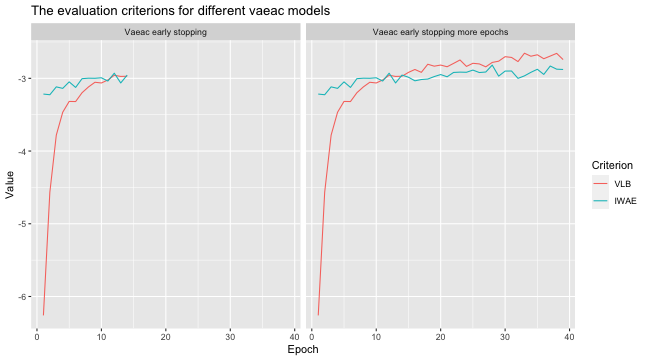 The evaluation criterions for different vaeac models
Vaeac early stopping
Vaeac early stopping more epochs
Value
-3
-4
-5
-6
0
10
20
30
40
0
10
20
30
40
Epoch
Criterion
VLB
IWAE